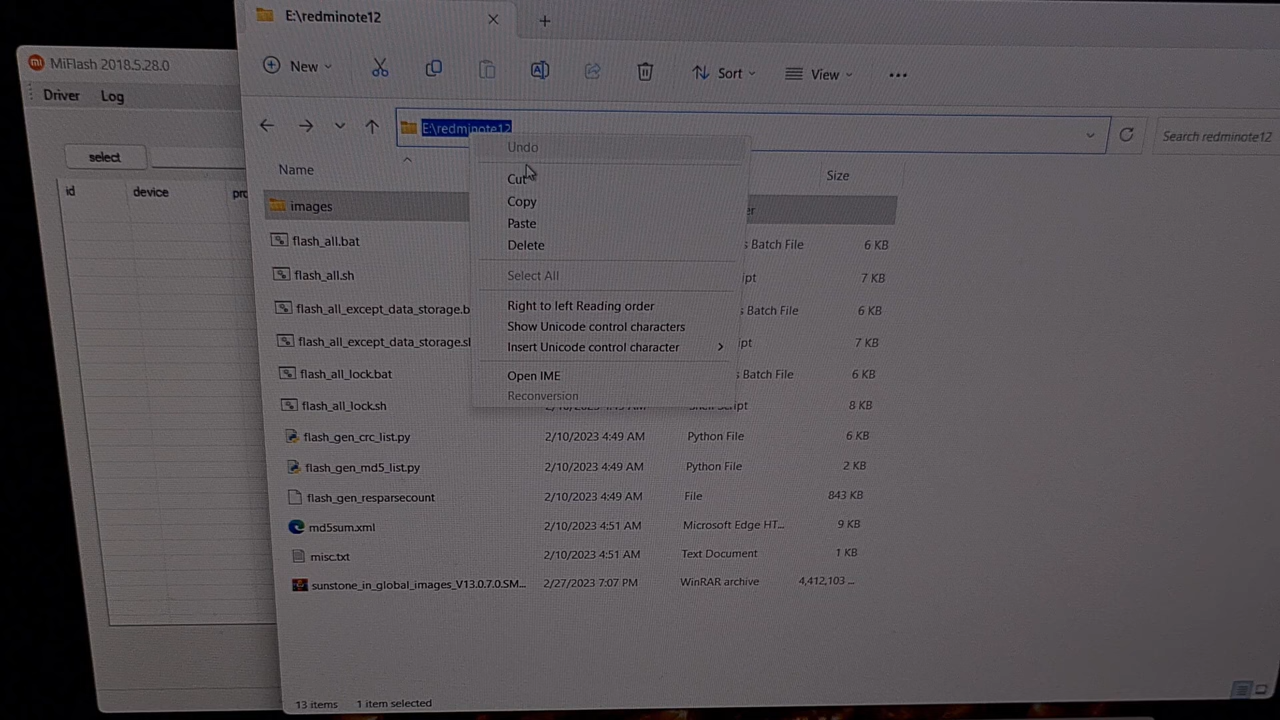 E:\redminote12
MiFlash 2018.5.28.0
Driver Log
New
Sort
View
E:\redminote12
Search redminote12
select
id device
Name Size
Undo
Cut
Copy
Paste
Delete
Select All
Right to left Reading order
Show Unicode control characters
Insert Unicode control character
Open IME
Reconversion
images
flash_all.bat Batch File 6 KB
flash_all.sh 7 KB
flash_all_except_data_storage.b Batch File 6 KB
flash_all_except_data_storage.sh 7 KB
flash_all_lock.bat Batch File 6 KB
flash_all_lock.sh 8 KB
flash_gen_crc_list.py 2/10/2023 4:49 AM Python File 6 KB
flash_gen_md5_list.py 2/10/2023 4:49 AM Python File 2 KB
flash_gen_resparsecount 2/10/2023 4:49 AM File 843 KB
md5sum.xml 2/10/2023 4:51 AM Microsoft Edge HT... 9 KB
misc.txt 2/10/2023 4:51 AM Text Document 1 KB
sunstone_in_global_images_V13.0.7.0.SM... 2/27/2023 7:07 PM WinRAR archive 4,412,103 ...
13 items 1 item selected